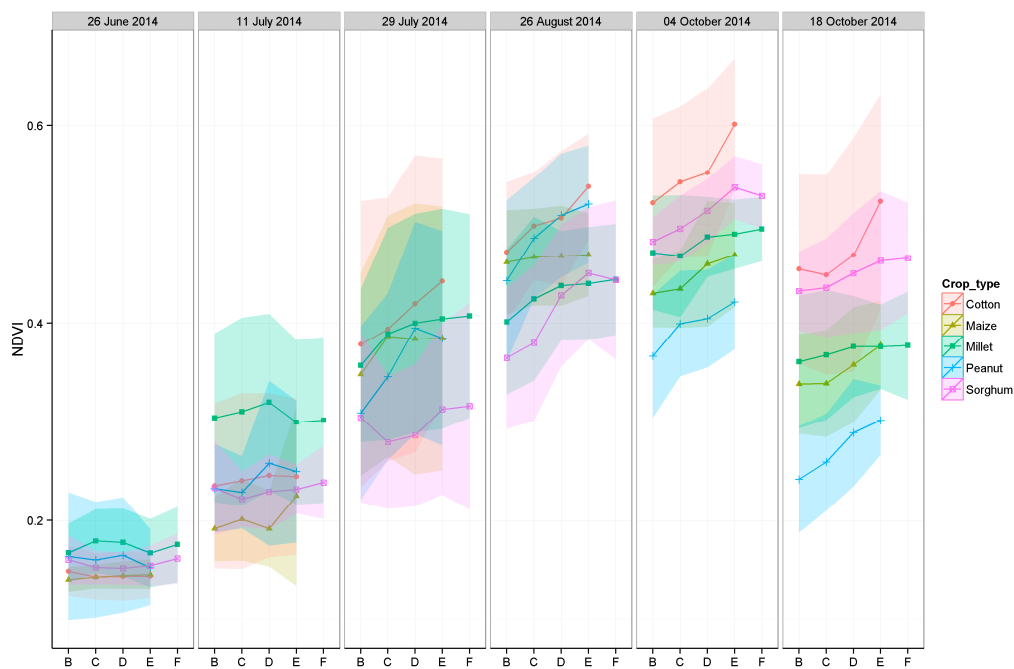 26 June 2014 11 July 2014 29 July 2014 26 August 2014 04 October 2014 18 October 2014
0.6
0.4
0.2
NDVI
B C D E F B C D E F B C D E F B C D E F B C D E F B C D E F
Crop_type
Cotton
Maize
Millet
Peanut
Sorghum